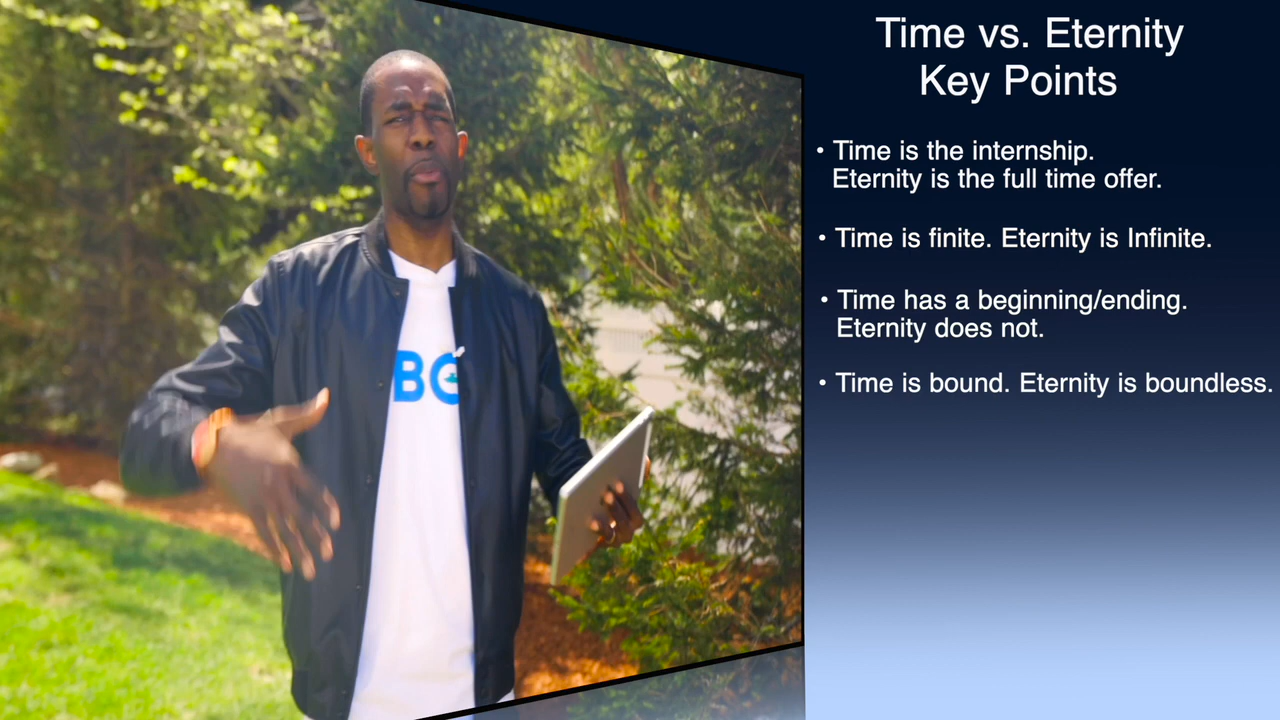 Time vs. Eternity
Key Points
• Time is the internship.
Eternity is the full time offer.
• Time is finite. Eternity is Infinite.
• Time has a beginning/ending.
Eternity does not.
• Time is bound. Eternity is boundless.
BG